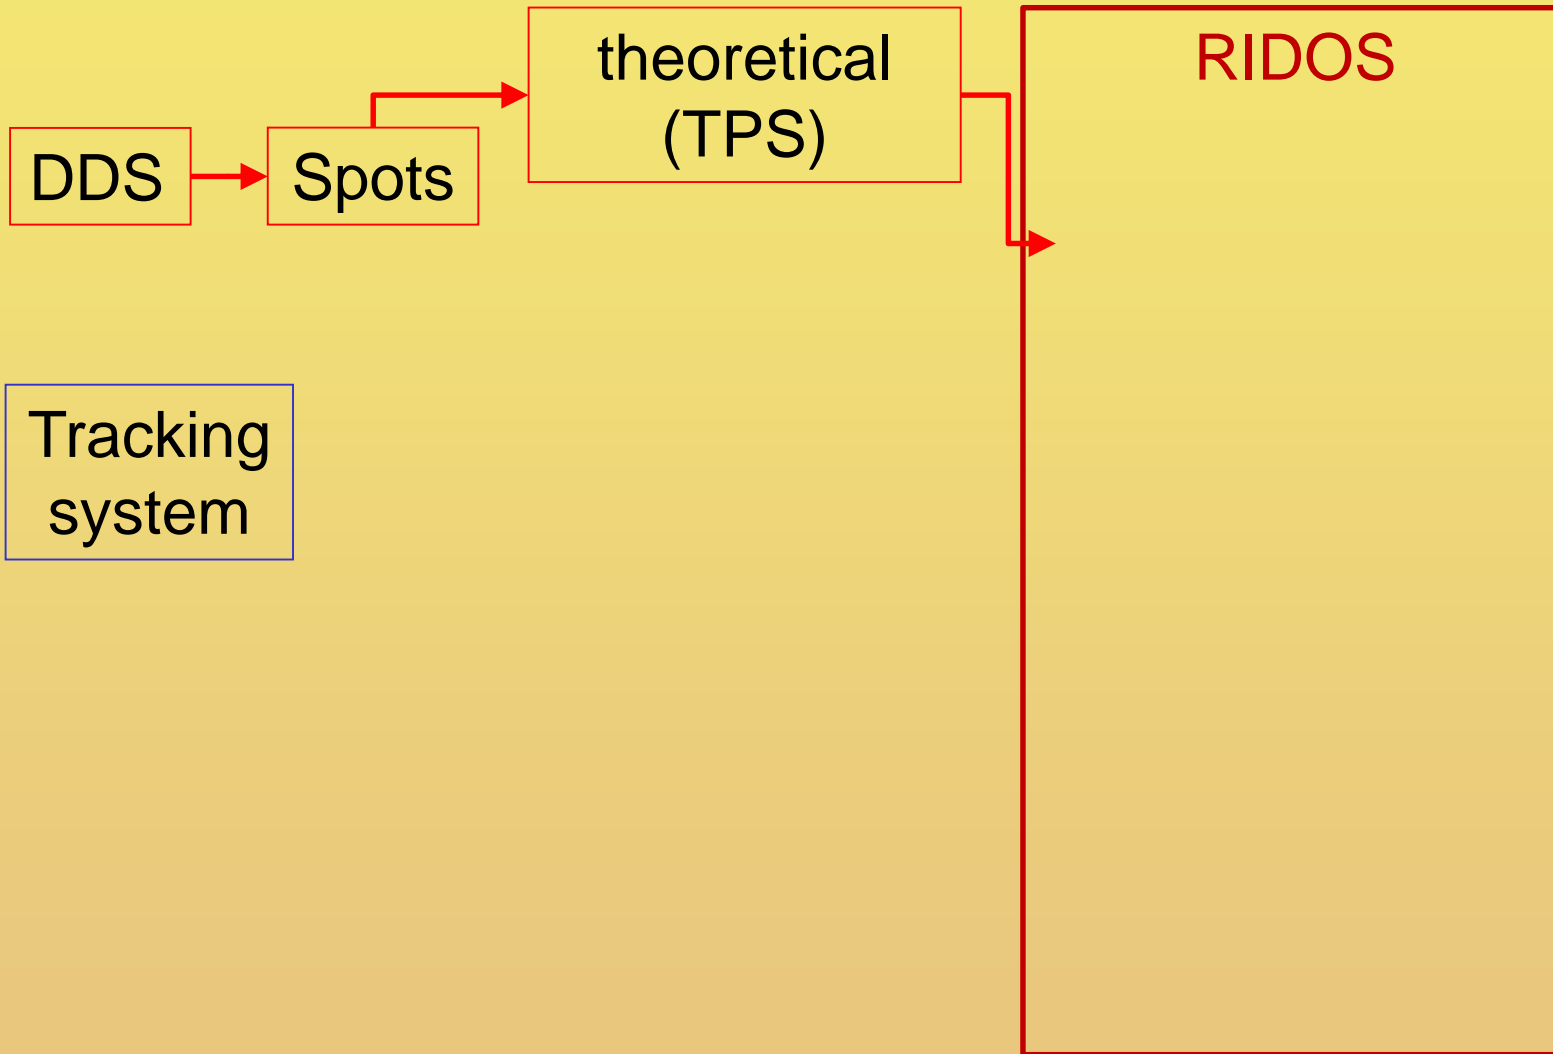 theoretical
(TPS)
RIDOS
DDS
Spots
Tracking
system